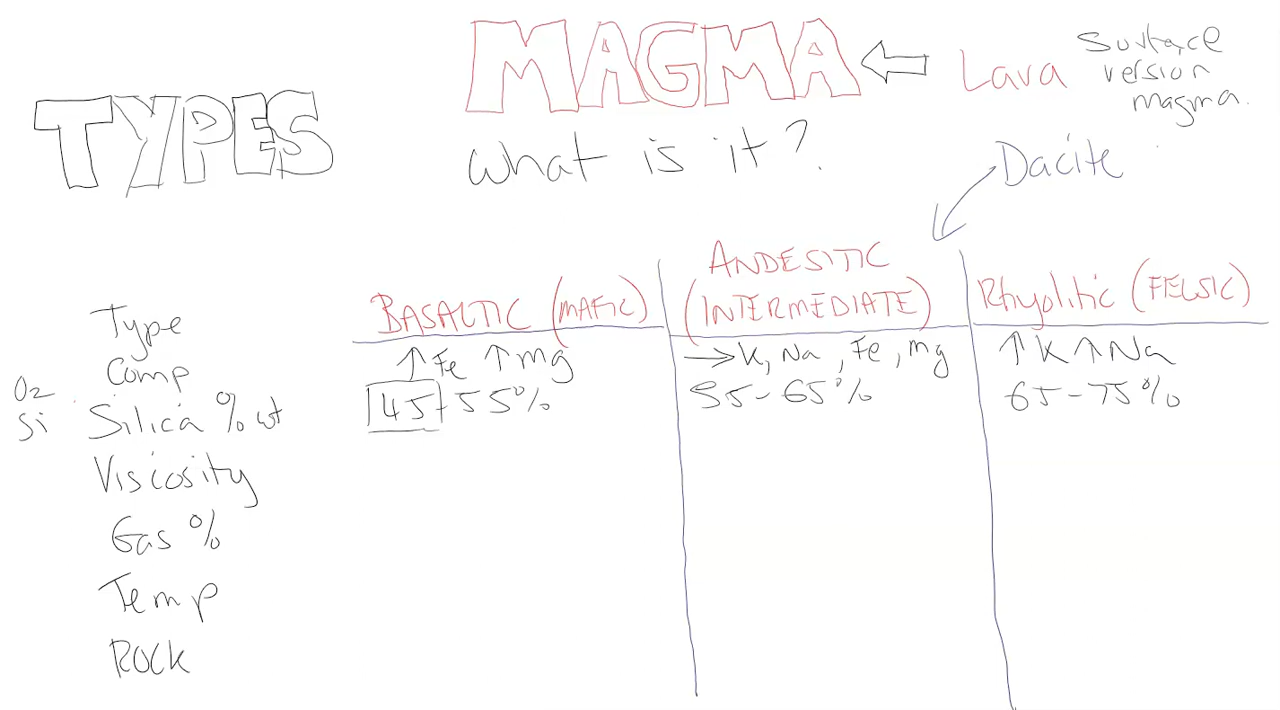 MAGMA
Lava
Surface
version
magma.
TYPES
what is it?
Dacite
Type
BASALTIC (MAFIC)
ANDESITIC
(INTERMEDIATE)
Rhyolitic (FIELSIC)
Comp
↑ Fe ↑ mg
→ K, Na, Fe, mg
↑ K ↑ Na
O2
Si
Silica % wt
45-55%
55-65%
65-75%
Viscosity
Gas %
Temp
ROCK